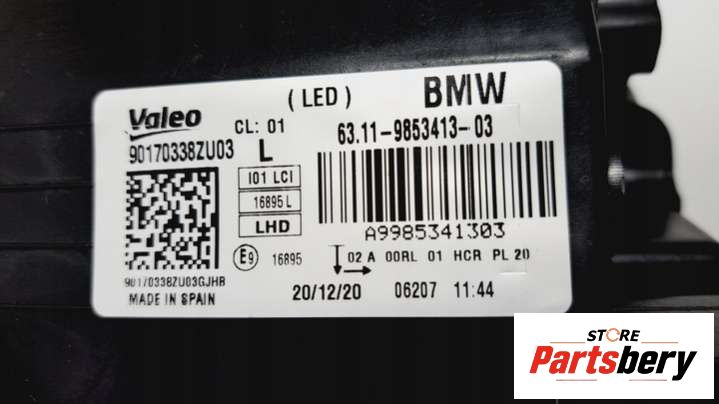 ( LED ) BMW
Valeo CL: 01 63.11-9853413-03
90170338ZU03 L
I01 LCI
16895 L
LHD A9985341303
E9 16895 02 A 00RL 01 HCR PL 20
90170338ZU03GJHB
MADE IN SPAIN 20/12/20 06207 11:44
STORE
Partsbery